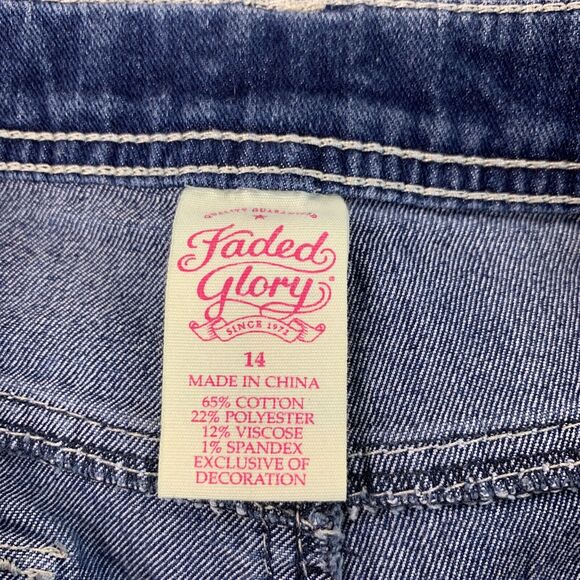 QUALITY GUARANTEED
Faded
Glory
SINCE 1972
14
MADE IN CHINA
65% COTTON
22% POLYESTER
12% VISCOSE
1% SPANDEX
EXCLUSIVE OF
DECORATION